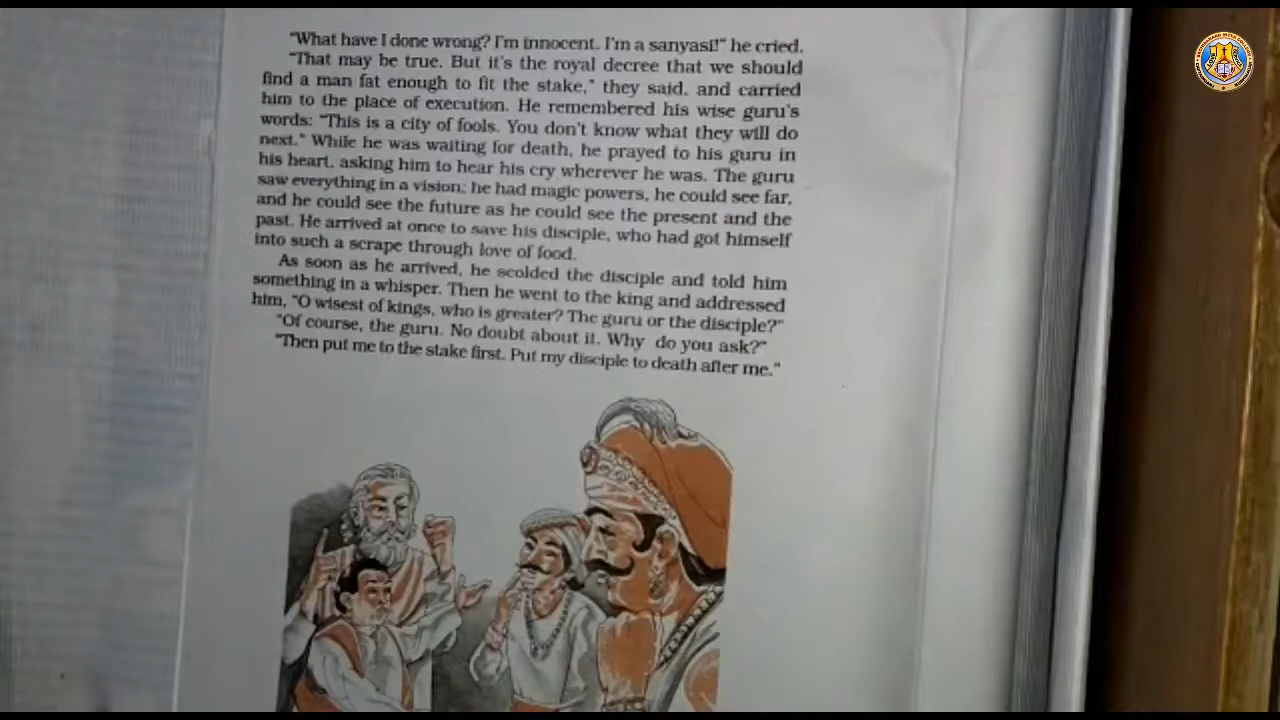 "What have I done wrong? I'm innocent. I'm a sanyasi!" he cried.
"That may be true. But it's the royal decree that we should
find a man fat enough to fit the stake," they said, and carried
him to the place of execution. He remembered his wise guru's
words: "This is a city of fools. You don't know what they will do
next." While he was waiting for death, he prayed to his guru in
his heart, asking him to hear his cry wherever he was. The guru
saw everything in a vision; he had magic powers, he could see far,
and he could see the future as he could see the present and the
past. He arrived at once to save his disciple, who had got himself
into such a scrape through love of food.
As soon as he arrived, he scolded the disciple and told him
something in a whisper. Then he went to the king and addressed
him, "O wisest of kings, who is greater? The guru or the disciple?"
"Of course, the guru. No doubt about it. Why do you ask?"
"Then put me to the stake first. Put my disciple to death after me."